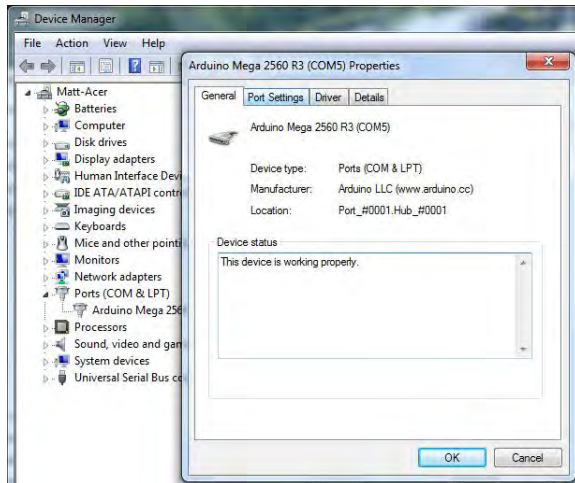 Device Manager
File Action View Help
Matt-Acer
Batteries
Computer
Disk drives
Display adapters
Human Interface Devi
IDE ATA/ATAPI contr
Imaging devices
Keyboards
Mice and other pointi
Monitors
Network adapters
Ports (COM & LPT)
Arduino Mega 256
Processors
Sound, video and gam
System devices
Universal Serial Bus co
Arduino Mega 2560 R3 (COM5) Properties
General Port Settings Driver Details
Arduino Mega 2560 R3 (COM5)
Device type: Ports (COM & LPT)
Manufacturer: Arduino LLC (www.arduino.cc)
Location: Port_#0001.Hub_#0001
Device status
This device is working properly.
OK Cancel